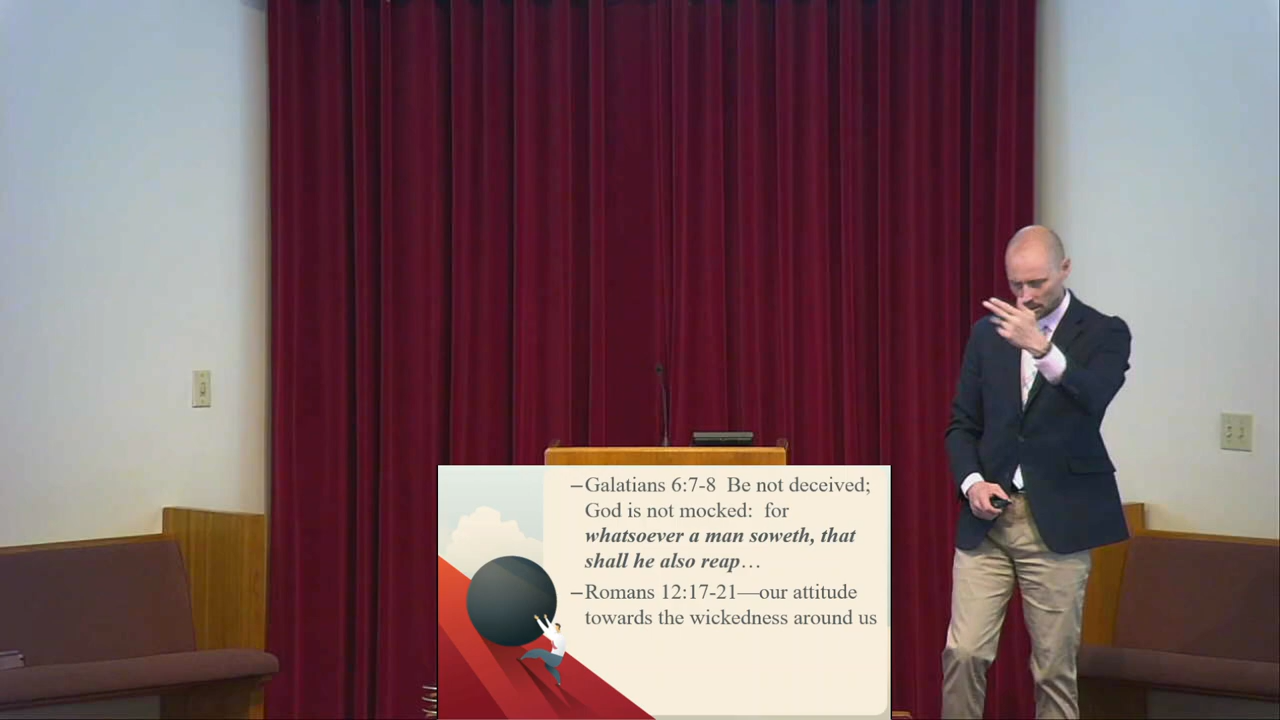 –Galatians 6:7-8  Be not deceived;
God is not mocked:  for
whatsoever a man soweth, that
shall he also reap…
–Romans 12:17-21—our attitude
towards the wickedness around us